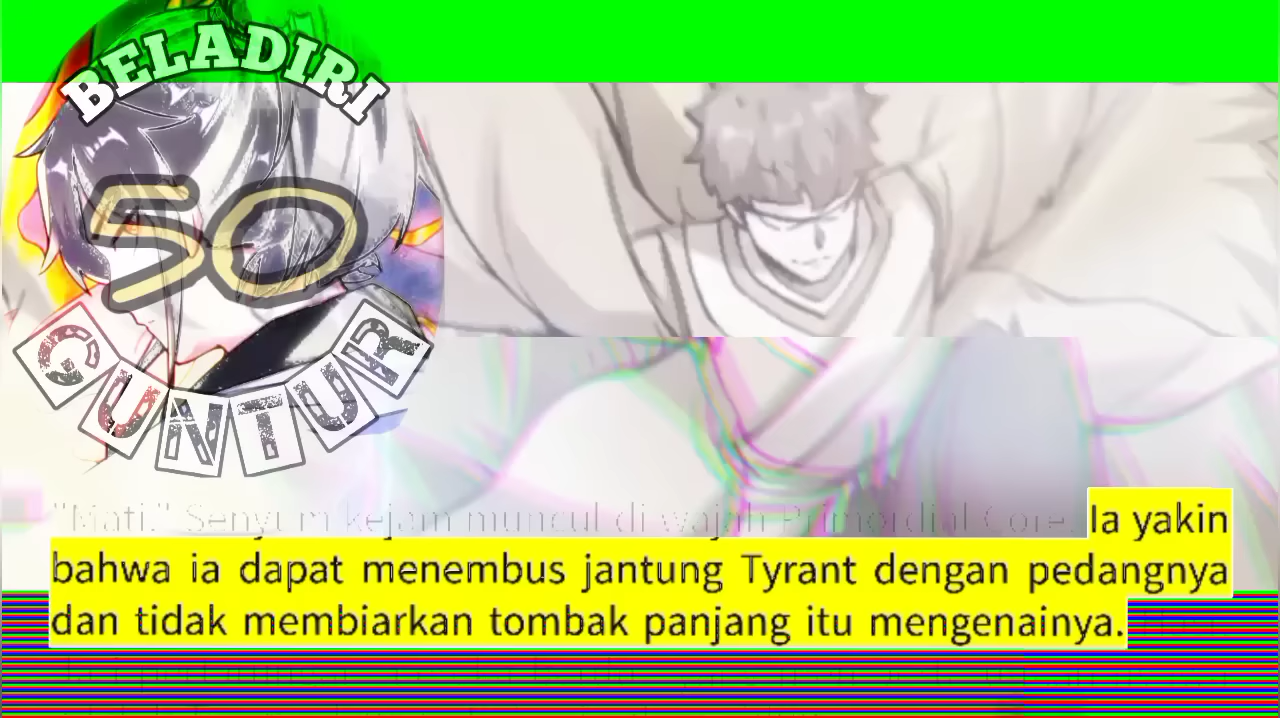 BELADIRI
50
GUNTUR
"Mati." Senyum kejam muncul di wajah Primordial Core. Ia yakin
bahwa ia dapat menembus jantung Tyrant dengan pedangnya
dan tidak membiarkan tombak panjang itu mengenainya.